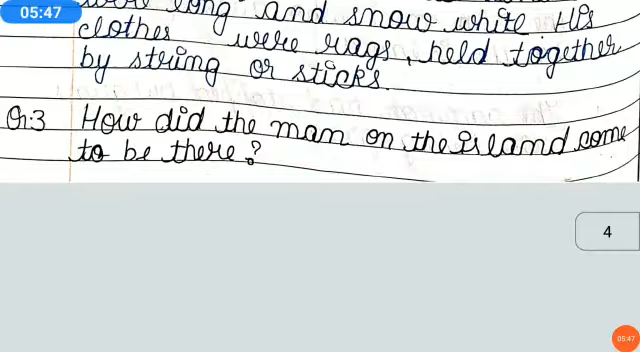 05:47
were long and snow white. His
clothes were rags, held together
by string or sticks.
Q.3 How did the man on the island come
to be there?
4
05:47